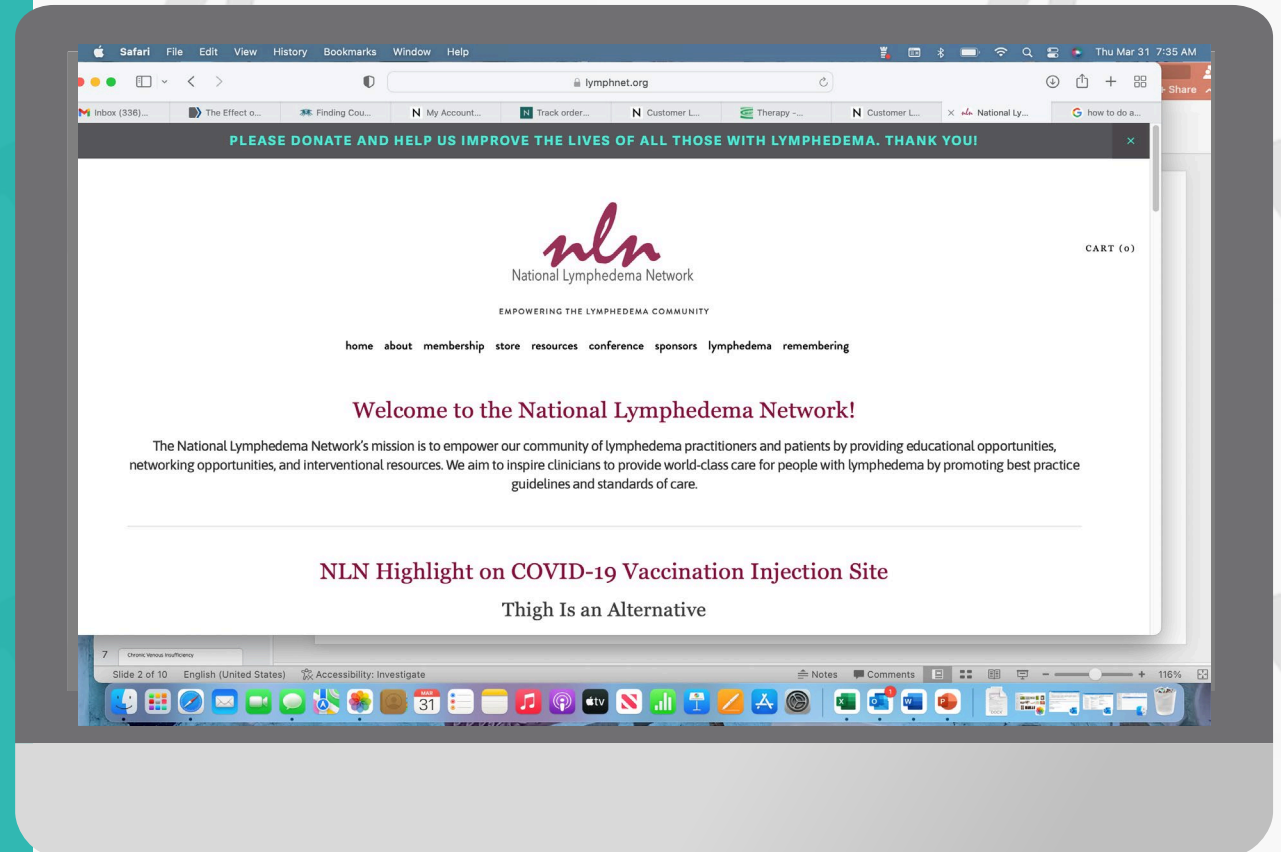 Safari File Edit View History Bookmarks Window Help Thu Mar 31 7:35 AM
lymphnet.org
Share
Inbox (336)... The Effect o... Finding Cou... My Account... Track order... Customer L... Therapy -... Customer L... National Ly... how to do a...
PLEASE DONATE AND HELP US IMPROVE THE LIVES OF ALL THOSE WITH LYMPHEDEMA. THANK YOU!
nln
National Lymphedema Network
CART (0)
EMPOWERING THE LYMPHEDEMA COMMUNITY
home about membership store resources conference sponsors lymphedema remembering
Welcome to the National Lymphedema Network!
The National Lymphedema Network's mission is to empower our community of lymphedema practitioners and patients by providing educational opportunities,
networking opportunities, and interventional resources. We aim to inspire clinicians to provide world-class care for people with lymphedema by promoting best practice
guidelines and standards of care.
NLN Highlight on COVID-19 Vaccination Injection Site
Thigh Is an Alternative
7 Chronic Venous Insufficiency
Slide 2 of 10 English (United States) Accessibility: Investigate Notes Comments 116%
MAR
31
tv